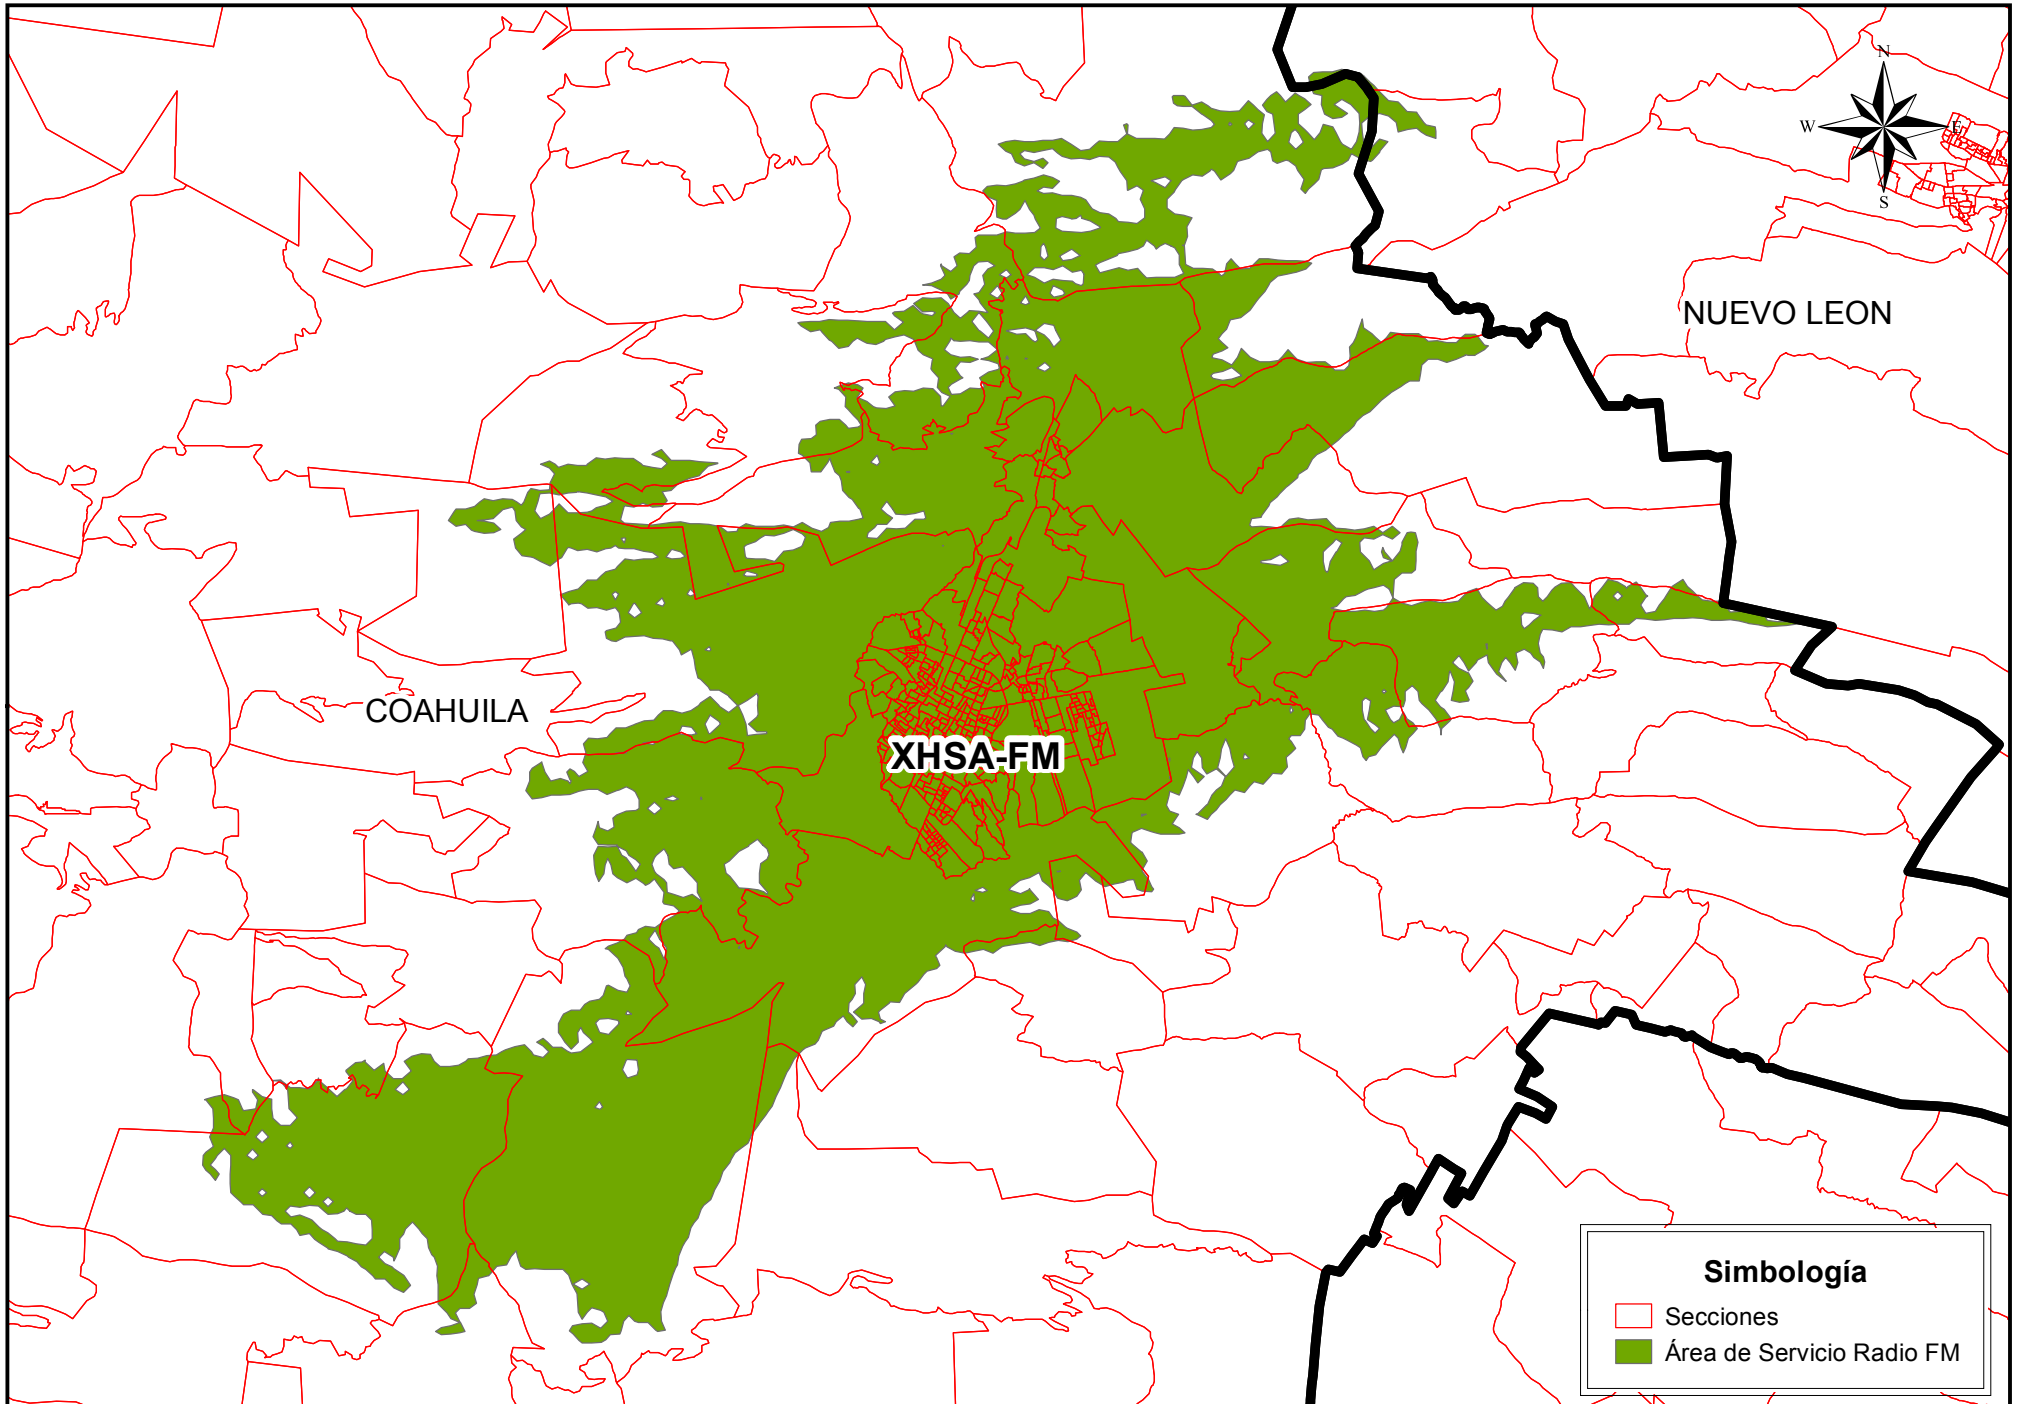 N
W
E
S
NUEVO LEON
COAHUILA
XHSA-FM
Simbología
Secciones
Área de Servicio Radio FM